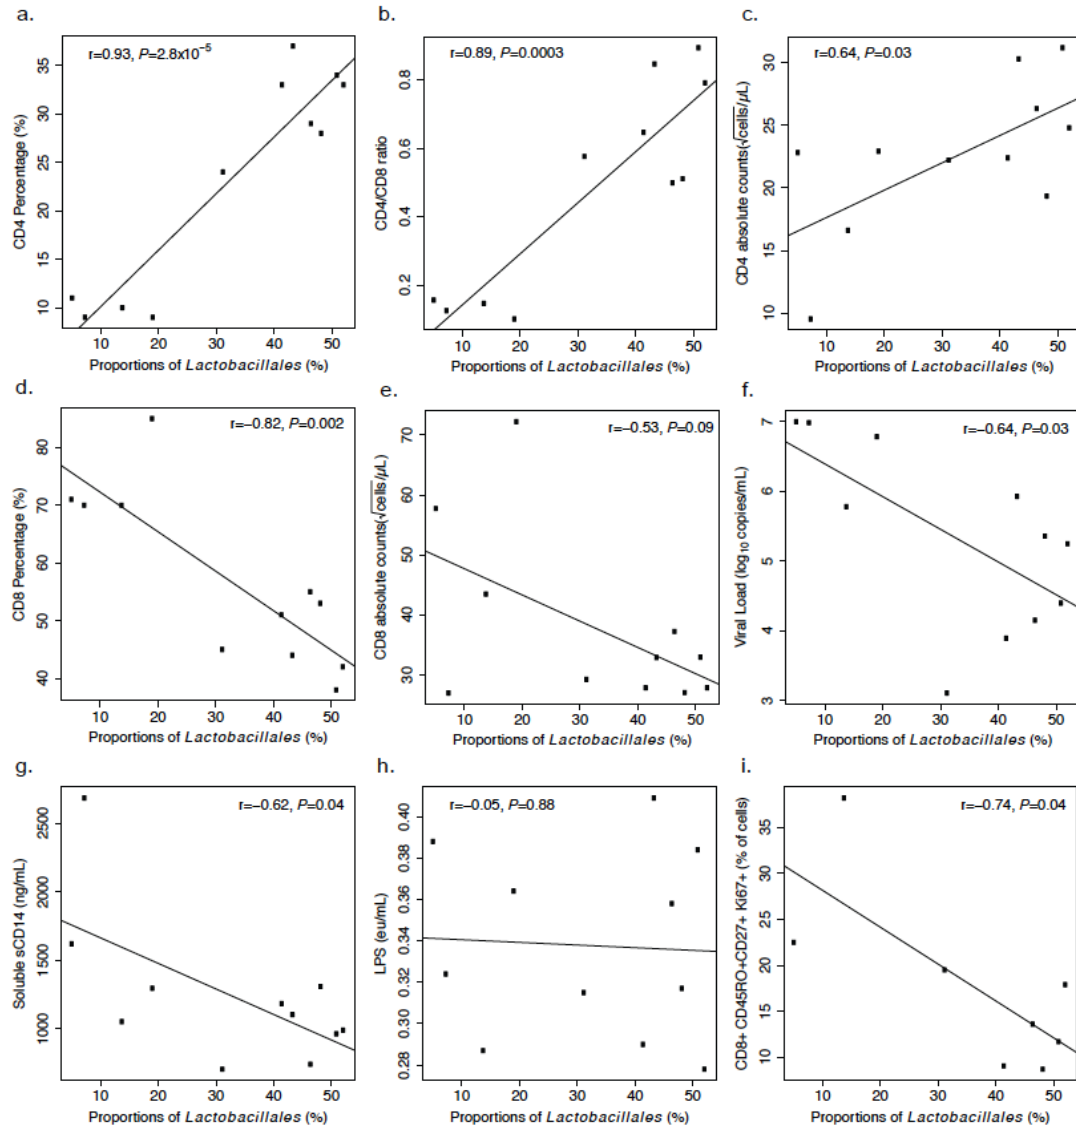 a.
r=0.93, P=2.8x10⁻⁵
CD4 Percentage (%)
35
30
25
20
15
10
10 20 30 40 50
Proportions of Lactobacillales (%)
b.
r=0.89, P=0.0003
CD4/CD8 ratio
0.8
0.6
0.4
0.2
10 20 30 40 50
Proportions of Lactobacillales (%)
c.
r=0.64, P=0.03
CD4 absolute counts(√cells/µL)
30
25
20
15
10
10 20 30 40 50
Proportions of Lactobacillales (%)
d.
r=−0.82, P=0.002
CD8 Percentage (%)
80
70
60
50
40
10 20 30 40 50
Proportions of Lactobacillales (%)
e.
r=−0.53, P=0.09
CD8 absolute counts(√cells/µL)
70
60
50
40
30
10 20 30 40 50
Proportions of Lactobacillales (%)
f.
r=−0.64, P=0.03
Viral Load (log₁₀ copies/mL)
7
6
5
4
3
10 20 30 40 50
Proportions of Lactobacillales (%)
g.
r=−0.62, P=0.04
Soluble sCD14 (ng/mL)
2500
2000
1500
1000
10 20 30 40 50
Proportions of Lactobacillales (%)
h.
r=−0.05, P=0.88
LPS (eu/mL)
0.40
0.38
0.36
0.34
0.32
0.30
0.28
10 20 30 40 50
Proportions of Lactobacillales (%)
i.
r=−0.74, P=0.04
CD8+ CD45RO+CD27+ Ki67+ (% of cells)
35
30
25
20
15
10
10 20 30 40 50
Proportions of Lactobacillales (%)